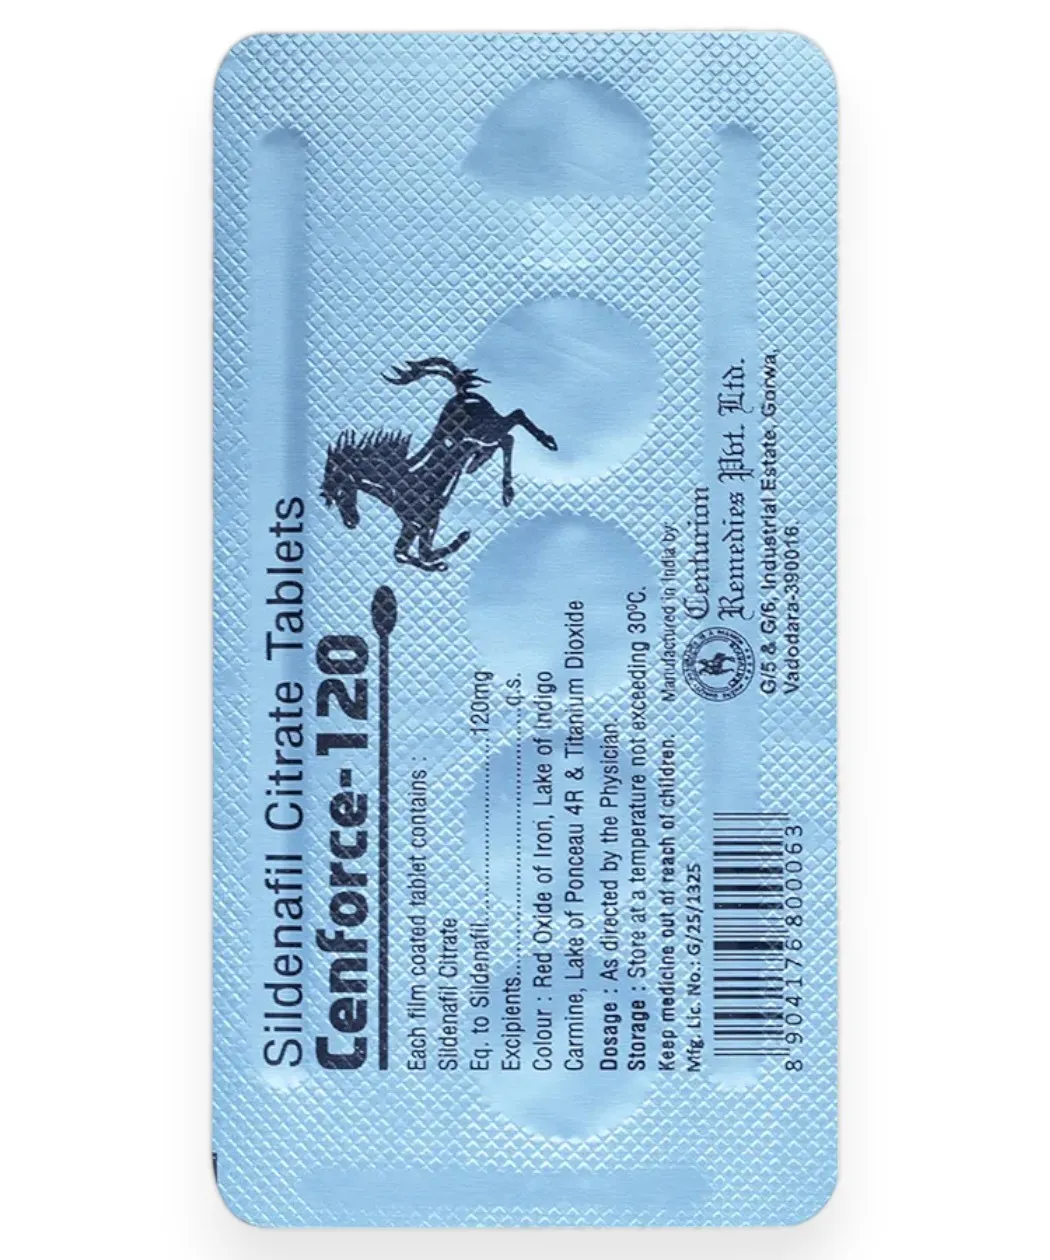 Sildenafil Citrate Tablets
Cenforce-120
Each film coated tablet contains :
Sildenafil Citrate
Eq. to Sildenafil..........................120mg
Excipients....................................q.s.
Colour : Red Oxide of Iron, Lake of Indigo
Carmine, Lake of Ponceau 4R & Titanium Dioxide
Dosage : As directed by the Physician.
Storage : Store at a temperature not exceeding 30ºC.
Keep medicine out of reach of children.
Mfg. Lic. No.: G/25/1325
8 904176 800063
Manufactured in India by:
Centurion
Remedies Pvt. Ltd.
G/5 & G/6, Industrial Estate, Gorwa,
Vadodara-390016.